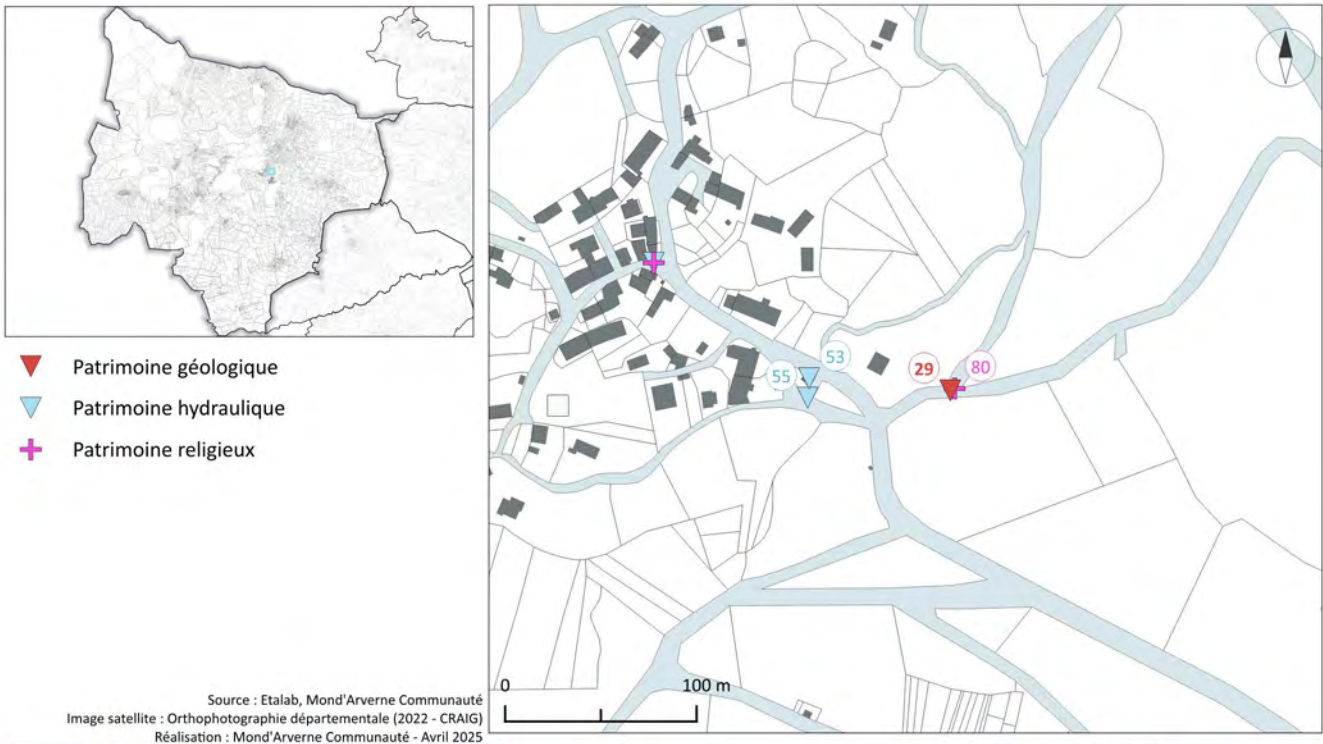 Patrimoine géologique
Patrimoine hydraulique
Patrimoine religieux
Source : Etalab, Mond'Arverne Communauté
Image satellite : Orthophotographie départementale (2022 - CRAIG)
Réalisation : Mond'Arverne Communauté - Avril 2025
53
55
29
80
0
100 m